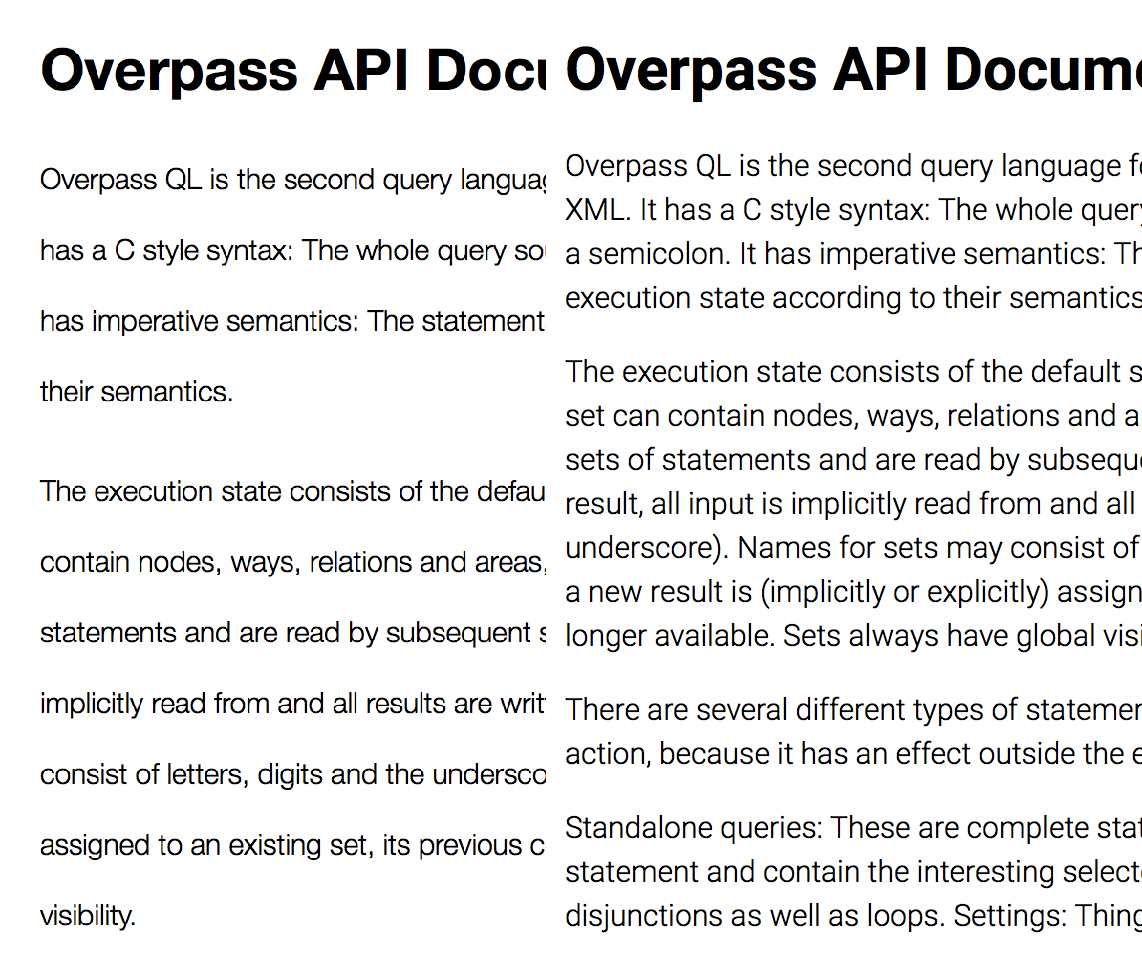 Overpass API Docu
Overpass QL is the second query languag
has a C style syntax: The whole query so
has imperative semantics: The statement
their semantics.
The execution state consists of the defau
contain nodes, ways, relations and areas,
statements and are read by subsequent s
implicitly read from and all results are writ
consist of letters, digits and the undersco
assigned to an existing set, its previous c
visibility.
Overpass API Docume
Overpass QL is the second query language fo
XML. It has a C style syntax: The whole query
a semicolon. It has imperative semantics: Th
execution state according to their semantics
The execution state consists of the default s
set can contain nodes, ways, relations and a
sets of statements and are read by subseque
result, all input is implicitly read from and all
underscore). Names for sets may consist of
a new result is (implicitly or explicitly) assign
longer available. Sets always have global visi
There are several different types of statemen
action, because it has an effect outside the e
Standalone queries: These are complete stat
statement and contain the interesting select
disjunctions as well as loops. Settings: Thing